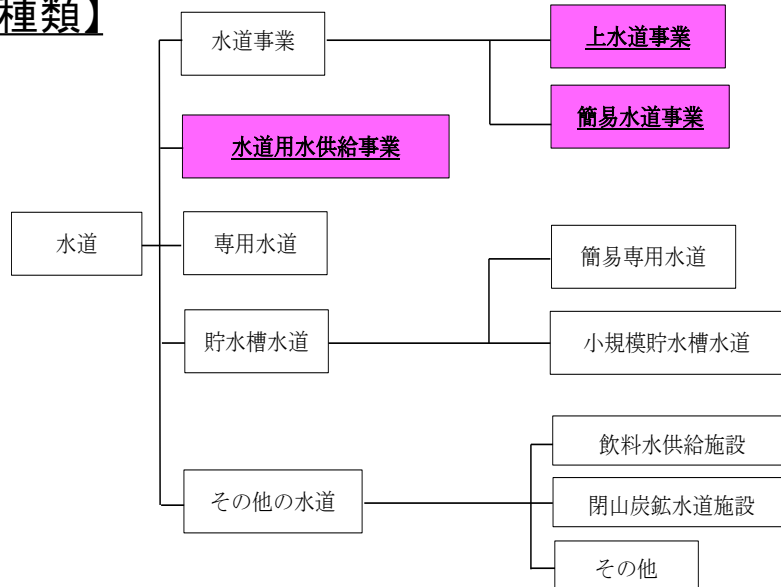 種類】
水道事業
上水道事業
簡易水道事業
水道用水供給事業
水道
専用水道
簡易専用水道
貯水槽水道
小規模貯水槽水道
飲料水供給施設
その他の水道
閉山炭鉱水道施設
その他